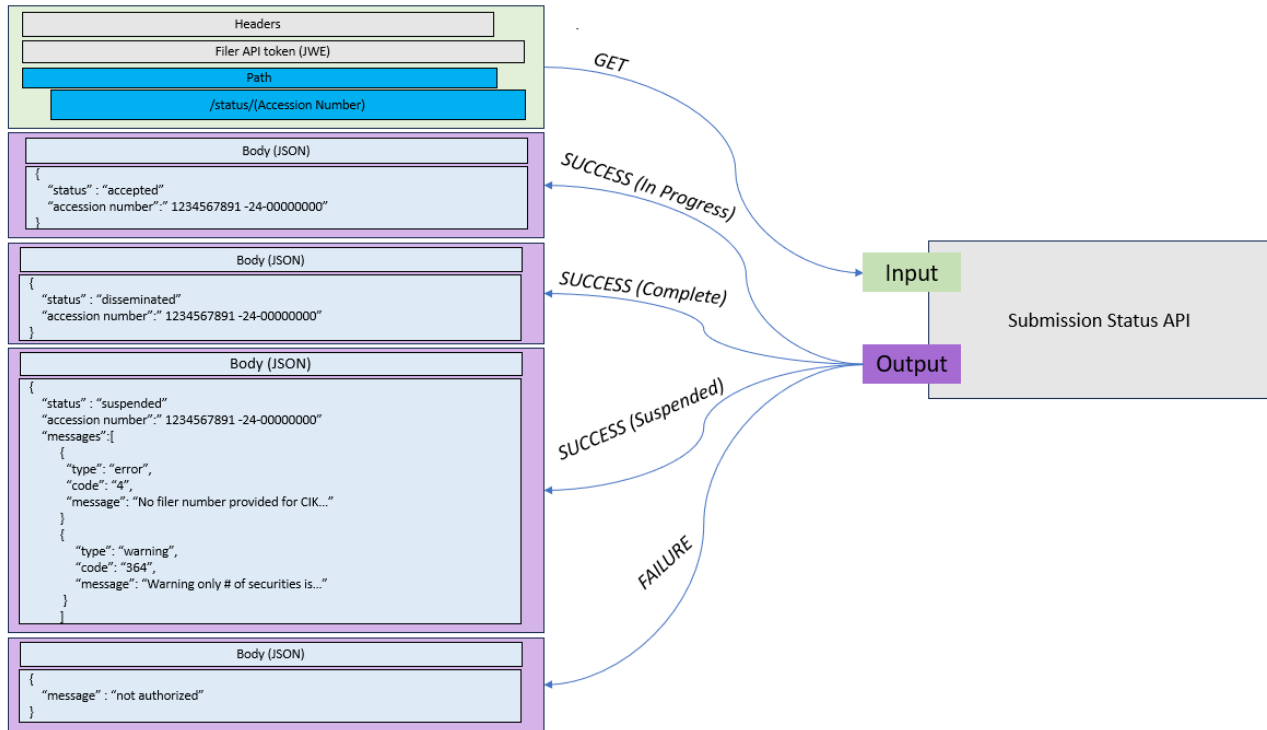 Headers
Filer API token (JWE)
Path
/status/(Accession Number)
Body (JSON)
{
“status” : “accepted”
“accession number”:” 1234567891 -24-00000000”
}
Body (JSON)
{
“status” : “disseminated”
“accession number”:” 1234567891 -24-00000000”
}
Body (JSON)
{
“status” : “suspended”
“accession number”:” 1234567891 -24-00000000”
“messages”:[
{
“type”: “error”,
“code”: “4”,
“message”: “No filer number provided for CIK...”
}
{
“type”: “warning”,
“code”: “364”,
“message”: “Warning only # of securities is...”
}
]
Body (JSON)
{
“message” : “not authorized”
}
GET
SUCCESS (In Progress)
SUCCESS (Complete)
SUCCESS (Suspended)
FAILURE
Input
Output
Submission Status API